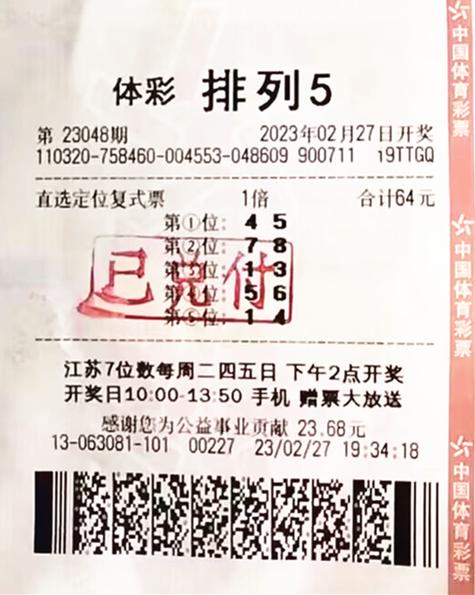 体彩 排列5
第 23048期 2023年02月27日开奖
110320-758460-004553-048609 900711 19TTGQ
直选定位复式票 1倍 合计64元
第①位: 4 5
第②位: 7 8
第③位: 1 3
第④位: 5 6
第⑤位: 1 4
已兑付
江苏7位数每周二四五日 下午2点开奖
开奖日10:00-13:50 手机 赠票大放送
感谢您为公益事业贡献 23.68元
13-063081-101 00227 23/02/27 19:34:18
中国体育彩票
中国体育彩票
中国体育彩票